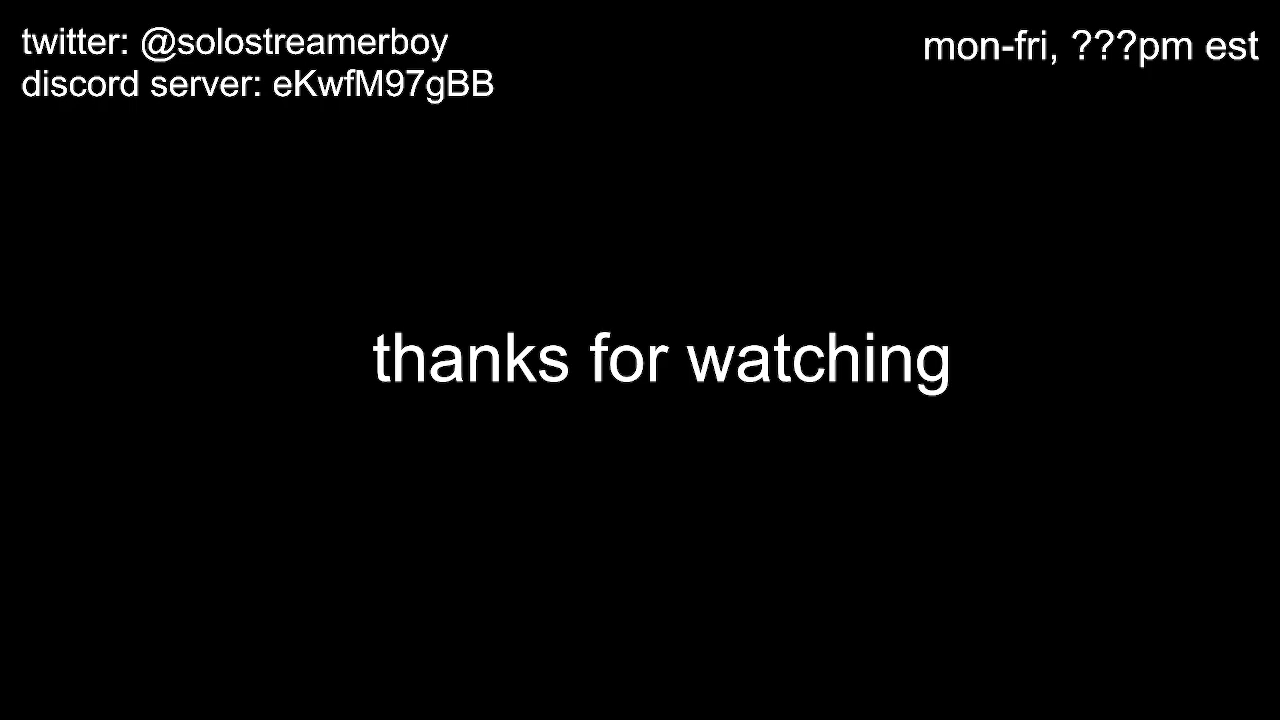 twitter: @solostreamerboy
discord server: eKwfM97gBB
mon-fri, ???pm est
thanks for watching